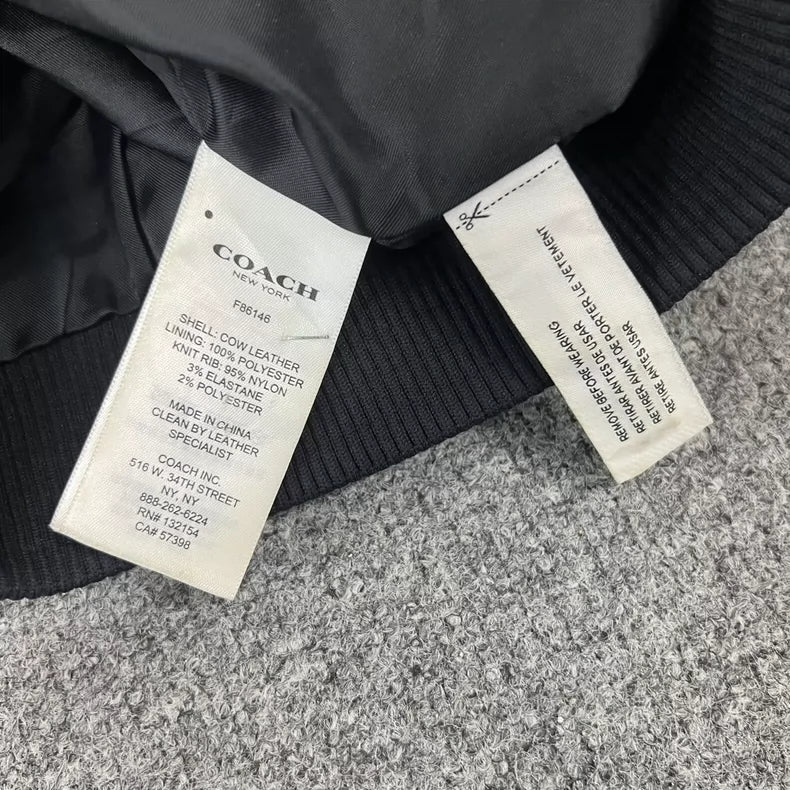 COACH
NEW YORK
F86146
SHELL: COW LEATHER
LINING: 100% POLYESTER
KNIT RIB: 95% NYLON
3% ELASTANE
2% POLYESTER
MADE IN CHINA
CLEAN BY LEATHER
SPECIALIST
COACH INC.
516 W. 34TH STREET
NY, NY
888-262-6224
RN# 132154
CA# 57398
REMOVE BEFORE WEARING
RETIRAR ANTES DE USAR
RETIRER AVANT DE PORTER LE VETEMENT
RETIRE ANTES USAR